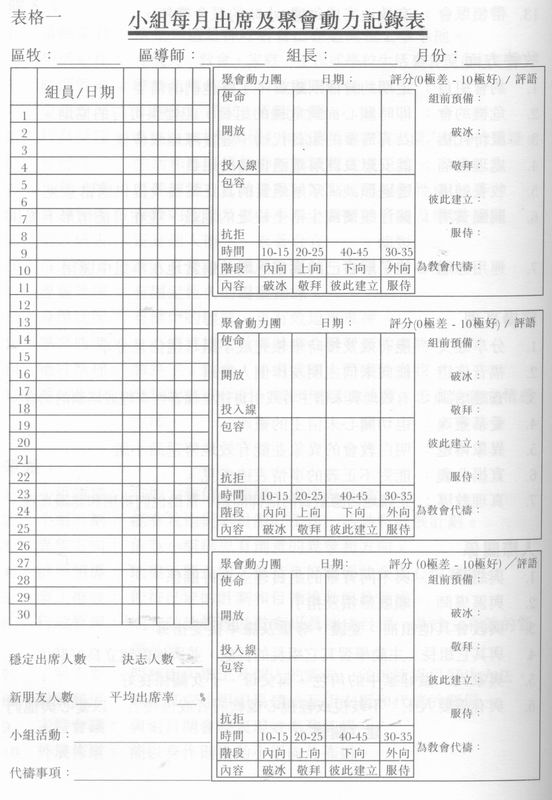 表格一
小組每月出席及聚會動力記錄表
區牧： 區導師： 組長： 月份：
組員/日期
1
2
3
4
5
6
7
8
9
10
11
12
13
14
15
16
17
18
19
20
21
22
23
24
25
26
27
28
29
30
穩定出席人數 決志人數
新朋友人數 平均出席率 %
小組活動：
代禱事項：
聚會動力圖 日期： 評分(0極差 - 10極好) / 評語
使命 組前預備：
開放 破冰：
投入線 敬拜：
包容
彼此建立：
抗拒 服侍：
時間 10-15 20-25 40-45 30-35
階段 內向 上向 下向 外向 為教會代禱：
內容 破冰 敬拜 彼此建立 服侍
聚會動力圖 日期： 評分(0極差 - 10極好) / 評語
使命 組前預備：
開放 破冰：
投入線 敬拜：
包容
彼此建立：
抗拒 服侍：
時間 10-15 20-25 40-45 30-35
階段 內向 上向 下向 外向 為教會代禱：
內容 破冰 敬拜 彼此建立 服侍
聚會動力圖 日期： 評分 (0極差 - 10極好) ／評語
使命 組前預備：
開放 破冰：
投入線 敬拜：
包容
彼此建立：
抗拒 服侍：
時間 10-15 20-25 40-45 30-35
階段 內向 上向 下向 外向 為教會代禱：
內容 破冰 敬拜 彼此建立 服侍